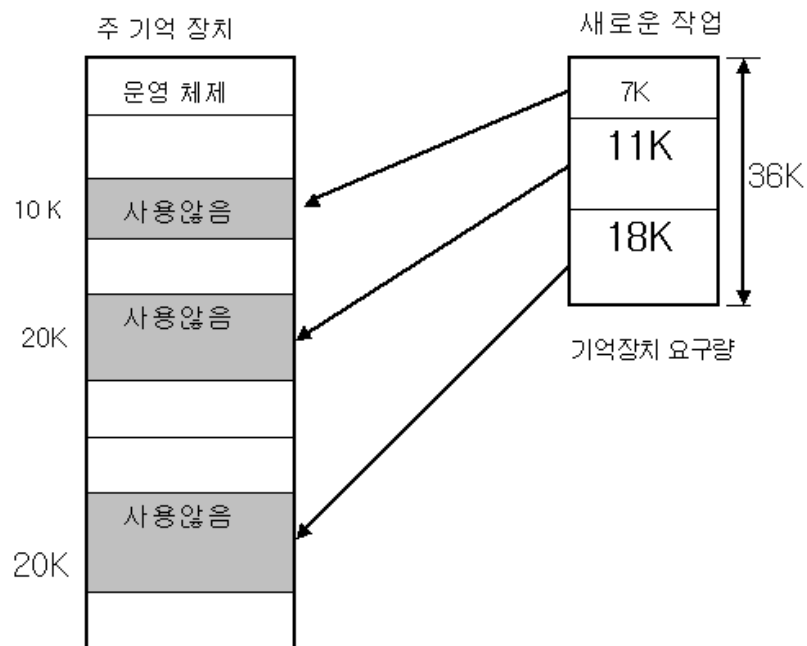 주 기억 장치
운영 체제
10 K
사용않음
20K
사용않음
20K
사용않음
새로운 작업
7K
11K
18K
36K
기억장치 요구량